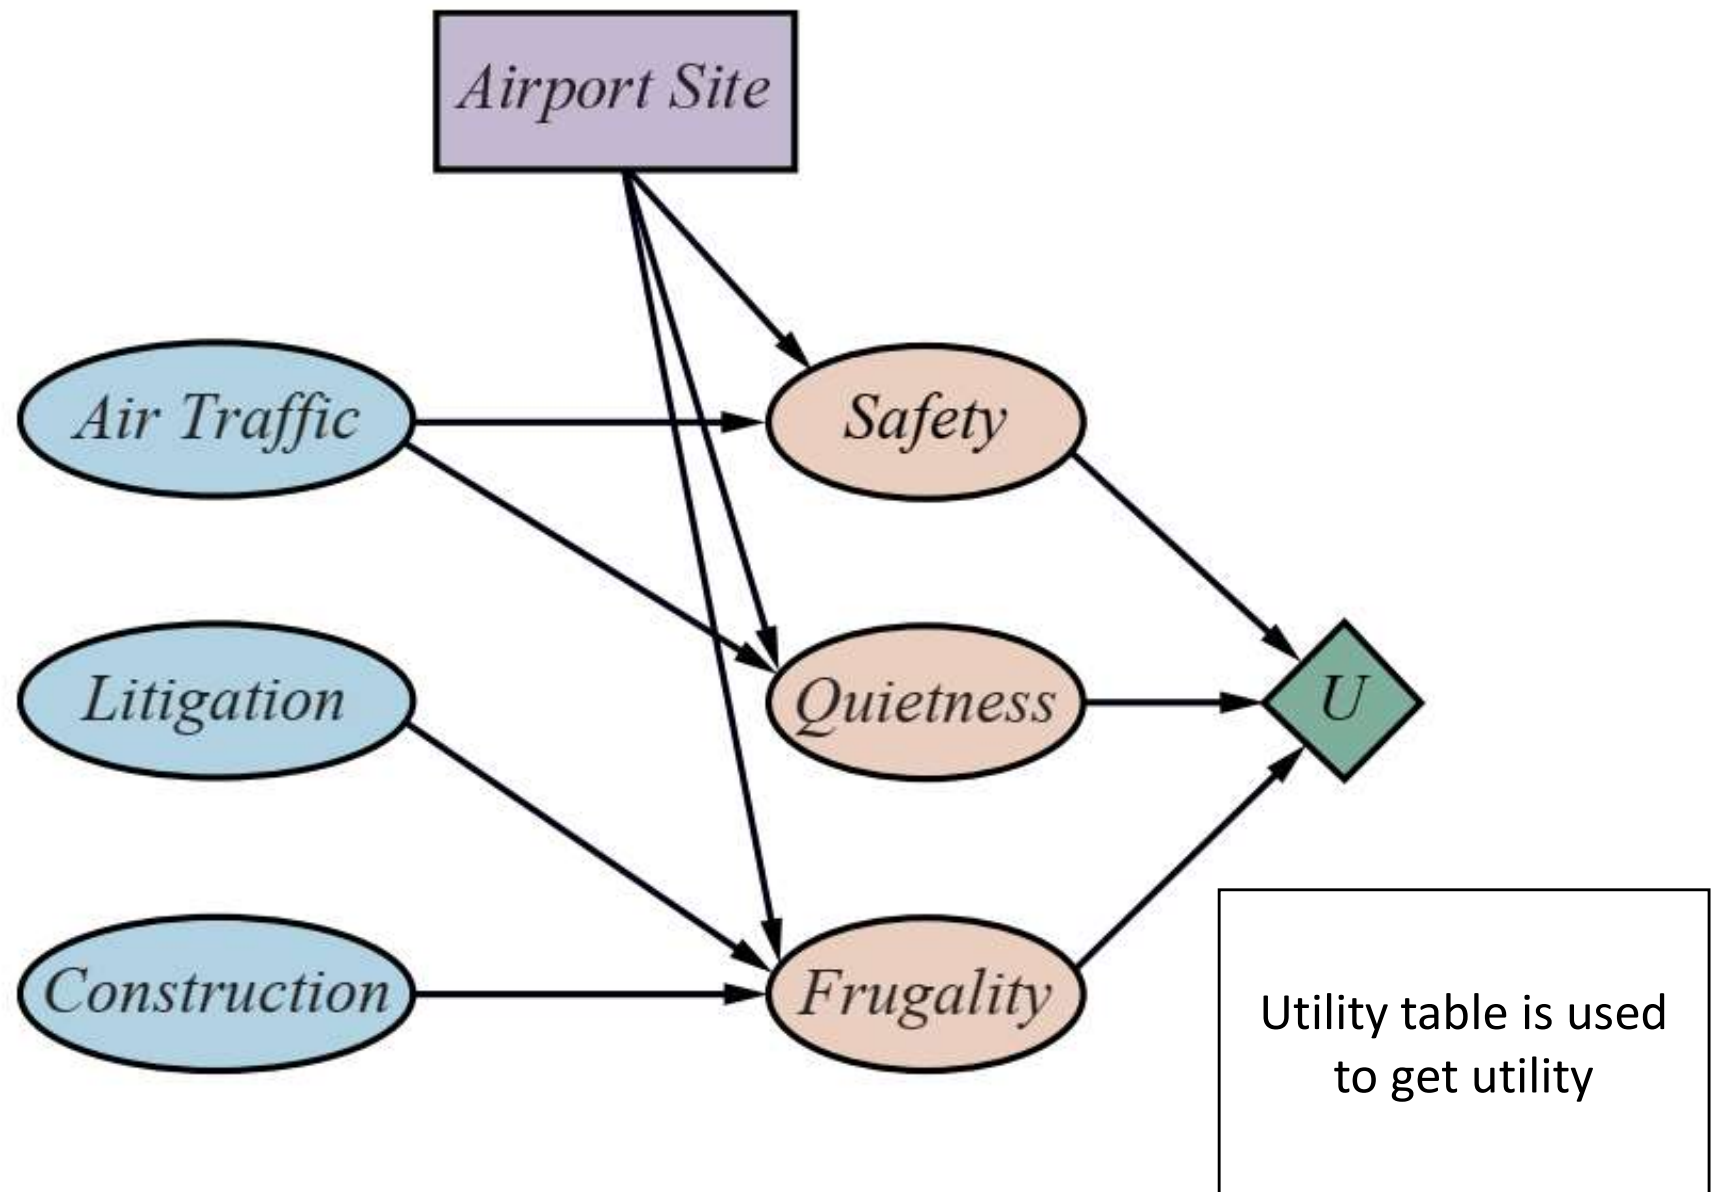 Airport Site
Air Traffic
Safety
Litigation
Quietness
U
Construction
Frugality
Utility table is used
to get utility